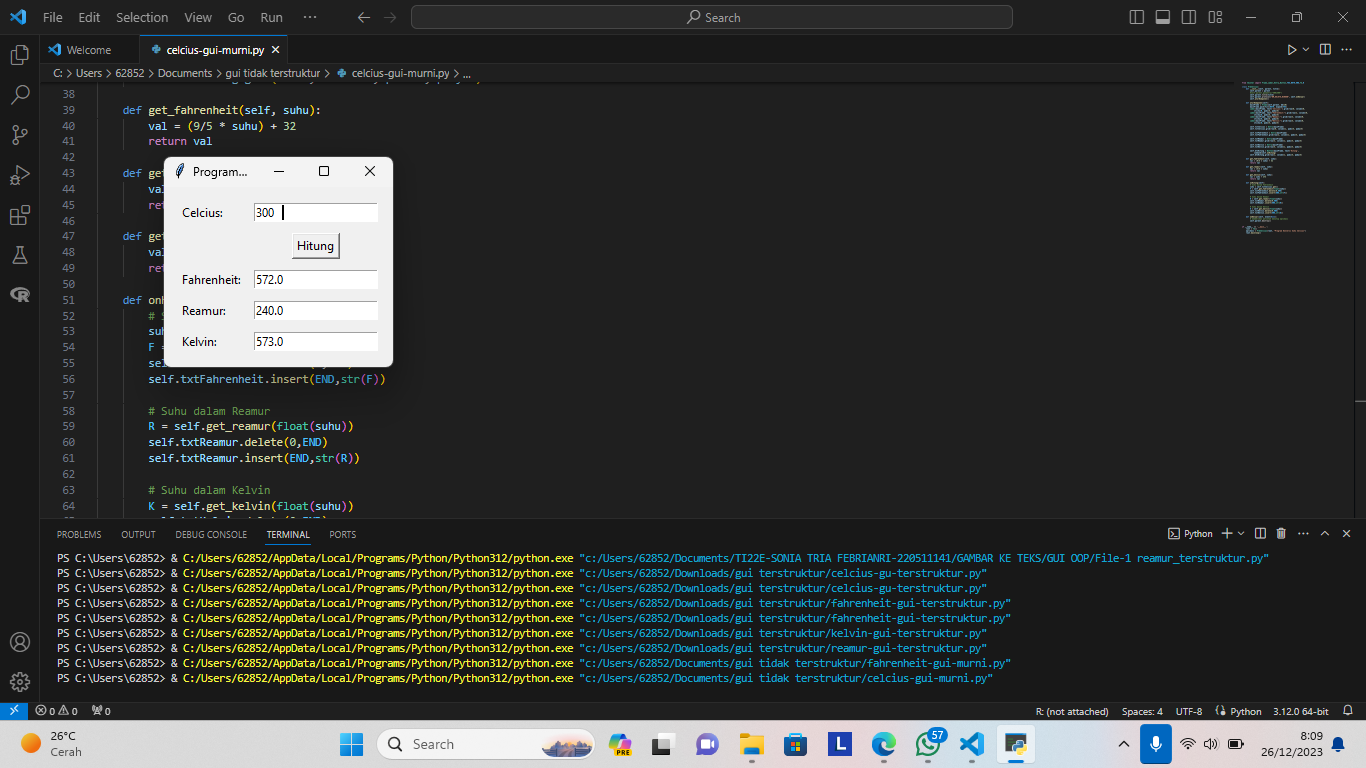 File Edit Selection View Go Run ··· Search
Welcome celcius-gui-murni.py
C: > Users > 62852 > Documents > gui tidak terstruktur > celcius-gui-murni.py > ...
38
39 def get_fahrenheit(self, suhu):
40 val = (9/5 * suhu) + 32
41 return val
42
43 def ge
44 val
45 ret
46
47 def ge
48 val
49 ret
50
51 def onh
52 # S
53 suh
54 F =
55 se
56 self.txtFahrenheit.insert(END,str(F))
57
58 # Suhu dalam Reamur
59 R = self.get_reamur(float(suhu))
60 self.txtReamur.delete(0,END)
61 self.txtReamur.insert(END,str(R))
62
63 # Suhu dalam Kelvin
64 K = self.get_kelvin(float(suhu))
Program...
Celcius: 300
Hitung
Fahrenheit: 572.0
Reamur: 240.0
Kelvin: 573.0
PROBLEMS OUTPUT DEBUG CONSOLE TERMINAL PORTS Python
PS C:\Users\62852> & C:/Users/62852/AppData/Local/Programs/Python/Python312/python.exe "c:/Users/62852/Documents/TI22E-SONIA TRIA FEBRIANRI-220511141/GAMBAR KE TEKS/GUI OOP/File-1 reamur_terstruktur.py"
PS C:\Users\62852> & C:/Users/62852/AppData/Local/Programs/Python/Python312/python.exe "c:/Users/62852/Downloads/gui terstruktur/celcius-gu-terstruktur.py"
PS C:\Users\62852> & C:/Users/62852/AppData/Local/Programs/Python/Python312/python.exe "c:/Users/62852/Downloads/gui terstruktur/celcius-gu-terstruktur.py"
PS C:\Users\62852> & C:/Users/62852/AppData/Local/Programs/Python/Python312/python.exe "c:/Users/62852/Downloads/gui terstruktur/fahrenheit-gui-terstruktur.py"
PS C:\Users\62852> & C:/Users/62852/AppData/Local/Programs/Python/Python312/python.exe "c:/Users/62852/Downloads/gui terstruktur/fahrenheit-gui-terstruktur.py"
PS C:\Users\62852> & C:/Users/62852/AppData/Local/Programs/Python/Python312/python.exe "c:/Users/62852/Downloads/gui terstruktur/kelvin-gui-terstruktur.py"
PS C:\Users\62852> & C:/Users/62852/AppData/Local/Programs/Python/Python312/python.exe "c:/Users/62852/Downloads/gui terstruktur/reamur-gui-terstruktur.py"
PS C:\Users\62852> & C:/Users/62852/AppData/Local/Programs/Python/Python312/python.exe "c:/Users/62852/Documents/gui tidak terstruktur/fahrenheit-gui-murni.py"
PS C:\Users\62852> & C:/Users/62852/AppData/Local/Programs/Python/Python312/python.exe "c:/Users/62852/Documents/gui tidak terstruktur/celcius-gui-murni.py"
0 0 0 R: (not attached) Spaces: 4 UTF-8 Python 3.12.0 64-bit
26°C
Cerah
Search
PRE
L
57
8:09
26/12/2023